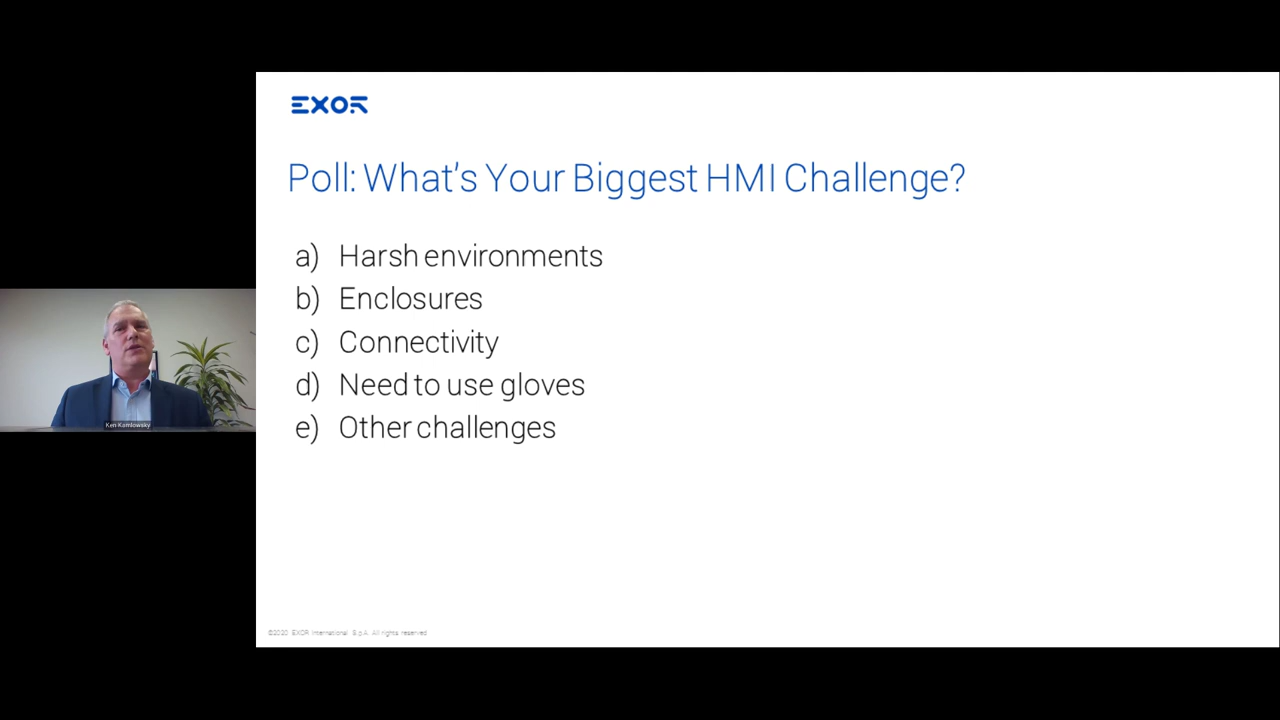 EXOR
Poll: What's Your Biggest HMI Challenge?
a) Harsh environments
b) Enclosures
c) Connectivity
d) Need to use gloves
e) Other challenges
Ken Kamlowsky
©2020 EXOR International S.p.A. All rights reserved